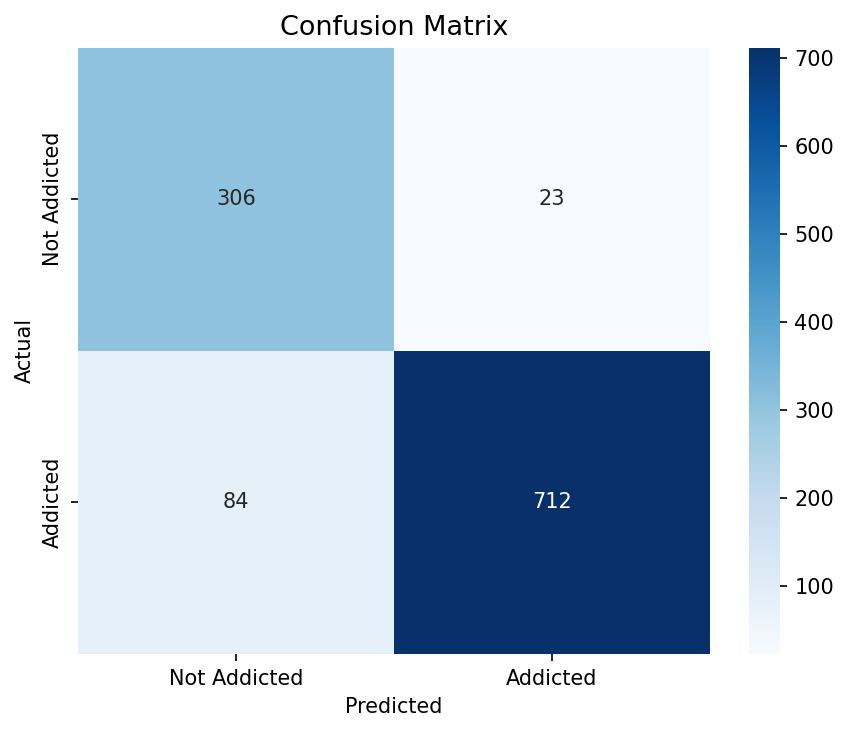 Confusion Matrix
Actual
Not Addicted
Addicted
306
23
84
712
Not Addicted
Addicted
Predicted
700
600
500
400
300
200
100